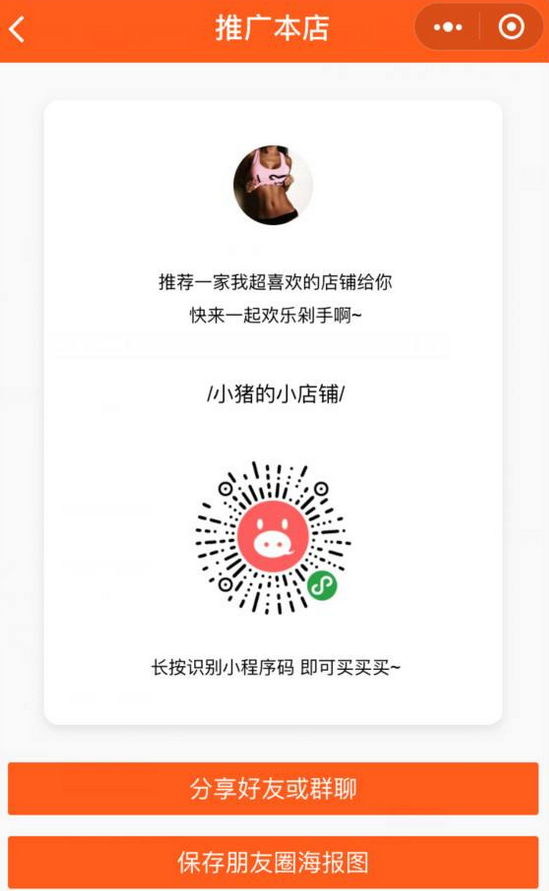 推广本店
推荐一家我超喜欢的店铺给你
快来一起欢乐剁手啊~
/小猪的小店铺/
长按识别小程序码 即可买买买~
分享好友或群聊
保存朋友圈海报图